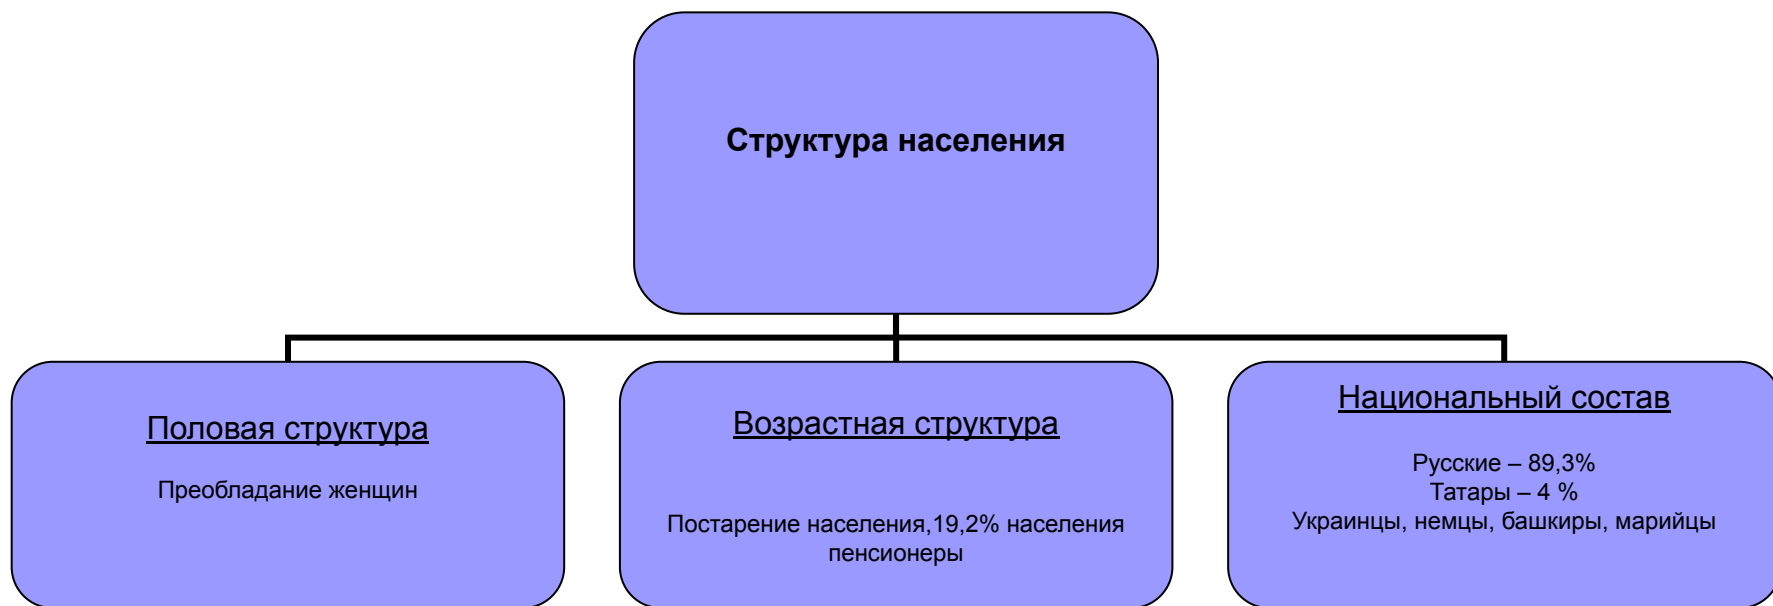 Структура населения
Половая структура
Преобладание женщин
Возрастная структура
Постарение населения,19,2% населения
пенсионеры
Национальный состав
Русские – 89,3%
Татары – 4 %
Украинцы, немцы, башкиры, марийцы